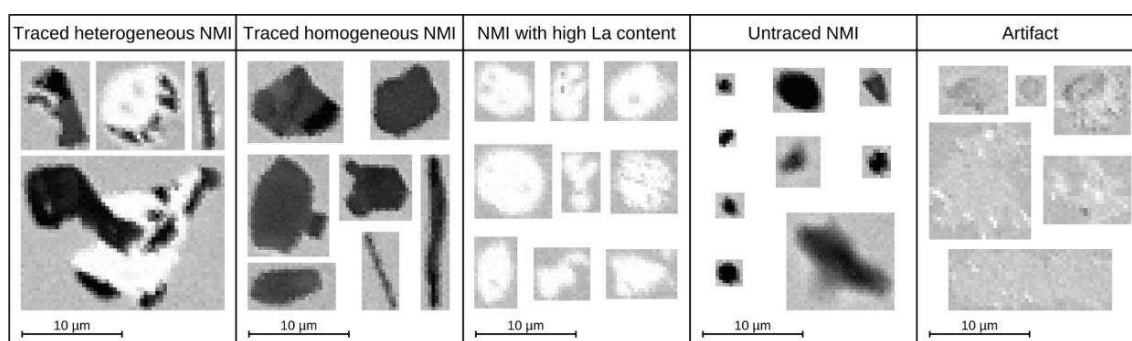 Traced heterogeneous NMI
Traced homogeneous NMI
NMI with high La content
Untraced NMI
Artifact
10 µm
10 µm
10 µm
10 µm
10 µm